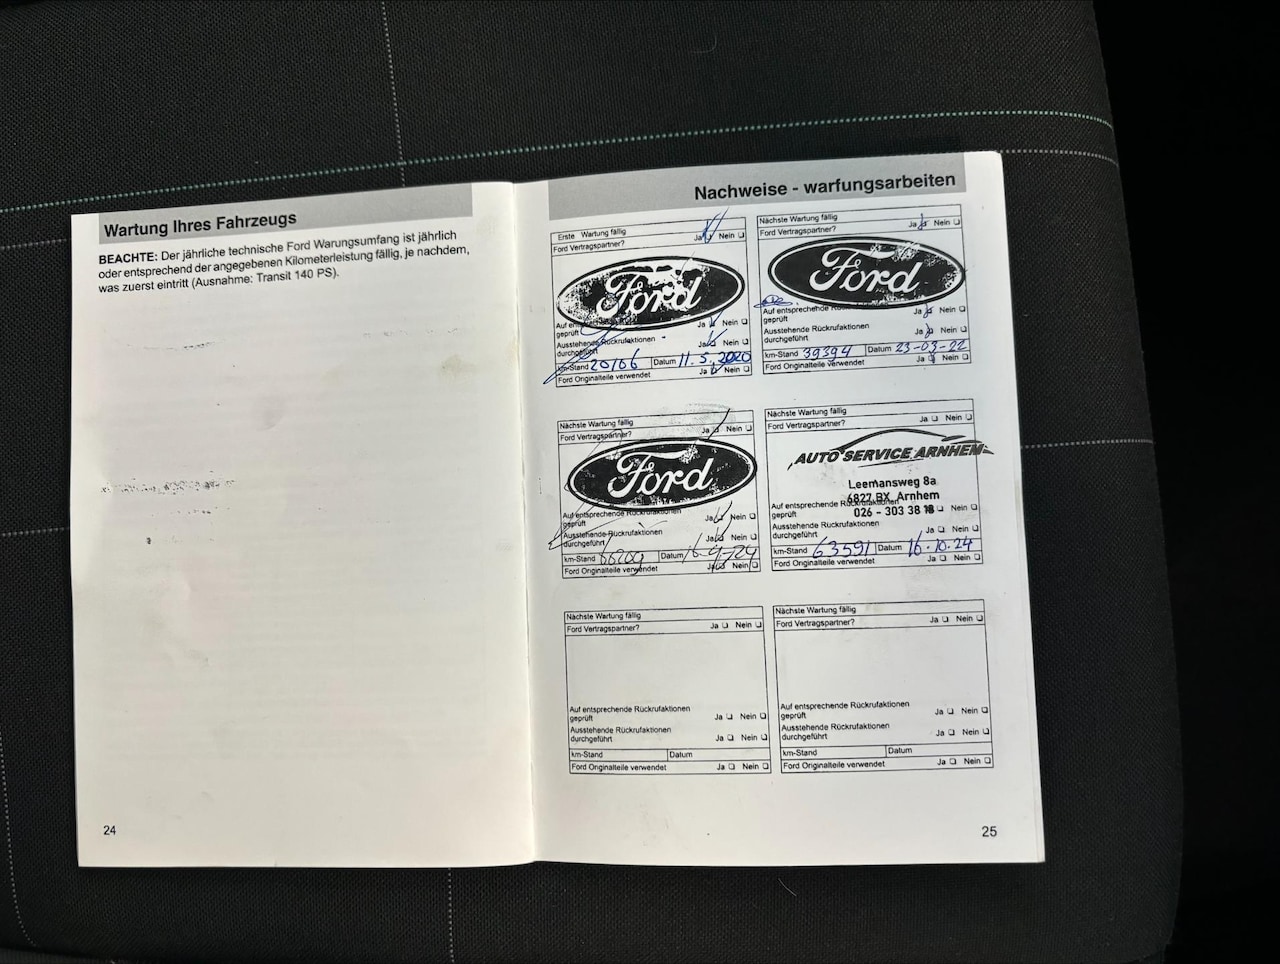 Wartung Ihres Fahrzeugs
BEACHTE: Der jährliche technische Ford Warungsumfang ist jährlich
oder entsprechend der angegebenen Kilometerleistung fällig, je nachdem,
was zuerst eintritt (Ausnahme: Transit 140 PS).
24
Nachweise - warfungsarbeiten
Erste Wartung fällig
Ford Vertragspartner? Ja Nein
Ford
geprüft Ja Nein
Ausstehende Rückrufaktionen
durchgeführt Ja Nein
km-Stand 20106 Datum 11.5.2020
Ford Originalteile verwendet Ja Nein
Nächste Wartung fällig
Ford Vertragspartner? Ja Nein
Ford
Auf entsprechende
geprüft Ja Nein
Ausstehende Rückrufaktionen
durchgeführt Ja Nein
km-Stand 39394 Datum 23-03-22
Ford Originalteile verwendet Ja Nein
Nächste Wartung fällig
Ford Vertragspartner? Ja Nein
Ford
Auf entsprechende Rückrufaktionen
geprüft Ja Nein
Ausstehende Rückrufaktionen
durchgeführt Ja Nein
km-Stand Datum
Ford Originalteile verwendet Ja Nein
Nächste Wartung fällig
Ford Vertragspartner? Ja Nein
AUTO SERVICE ARNHEM
Leemansweg 8a
6827 BX Arnhem
026 - 303 38 18
Auf entsprechende Rückrufaktionen
geprüft Nein
Ausstehende Rückrufaktionen
durchgeführt Ja Nein
km-Stand 63591 Datum 16.10.24
Ford Originalteile verwendet Ja Nein
Nächste Wartung fällig
Ford Vertragspartner? Ja Nein
Auf entsprechende Rückrufaktionen
geprüft Ja Nein
Ausstehende Rückrufaktionen
durchgeführt Ja Nein
km-Stand Datum
Ford Originalteile verwendet Ja Nein
Nächste Wartung fällig
Ford Vertragspartner? Ja Nein
Auf entsprechende Rückrufaktionen
geprüft Ja Nein
Ausstehende Rückrufaktionen
durchgeführt Ja Nein
km-Stand Datum
Ford Originalteile verwendet Ja Nein
25